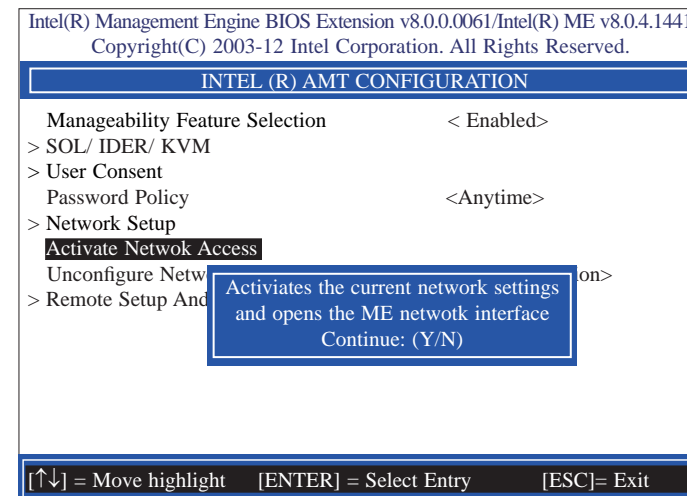 Intel(R) Management Engine BIOS Extension v8.0.0.0061/Intel(R) ME v8.0.4.1441
Copyright(C) 2003-12 Intel Corporation. All Rights Reserved.
INTEL (R) AMT CONFIGURATION
Manageability Feature Selection < Enabled>
> SOL/ IDER/ KVM
> User Consent
Password Policy <Anytime>
> Network Setup
Activate Netwok Access
Unconfigure Netw on>
> Remote Setup And
Activiates the current network settings
and opens the ME netwotk interface
Continue: (Y/N)
[↑↓] = Move highlight [ENTER] = Select Entry [ESC]= Exit